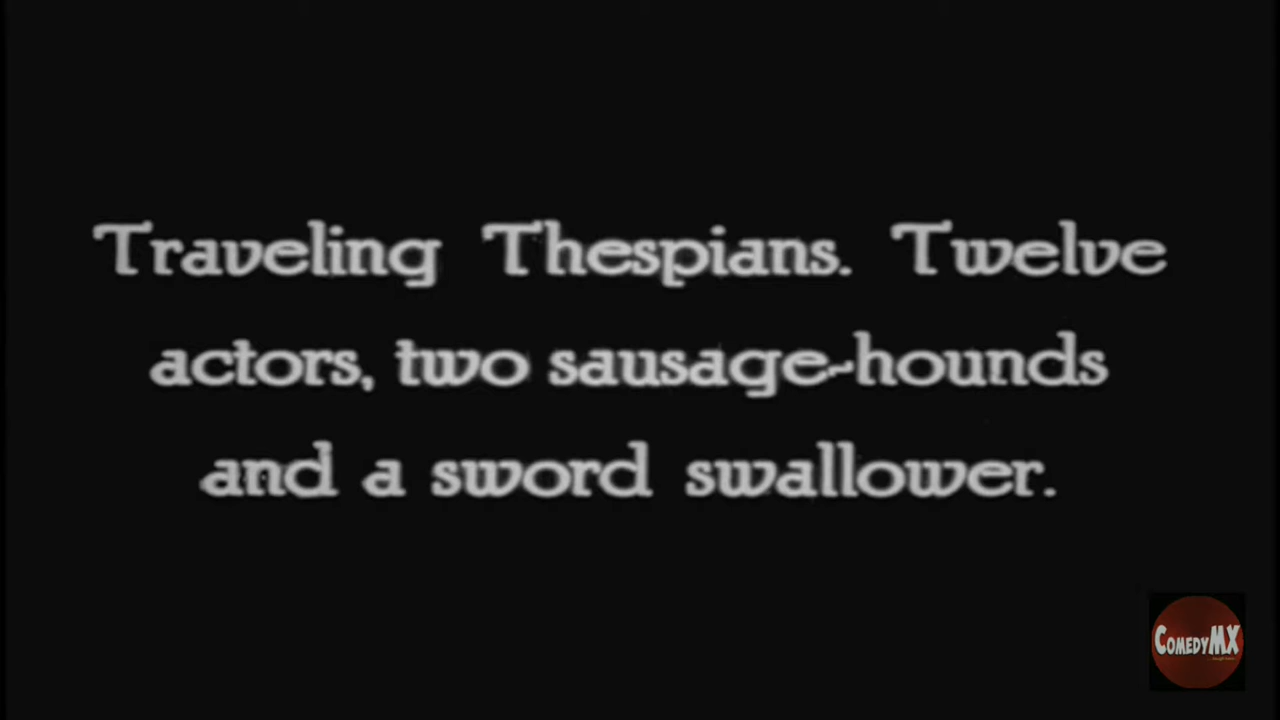 Traveling Thespians. Twelve
actors, two sausage-hounds
and a sword swallower.
COMEDYMX